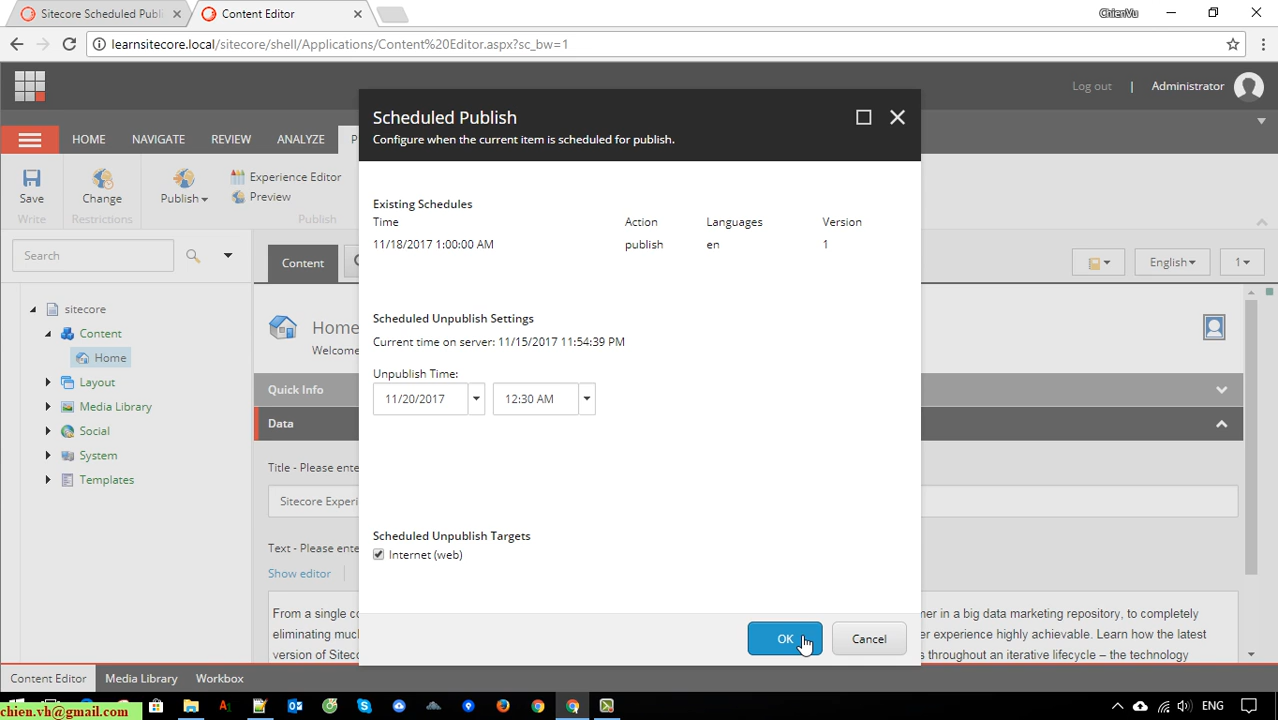 Sitecore Scheduled Publi
Content Editor
ChienVu
learnsitecore.local/sitecore/shell/Applications/Content%20Editor.aspx?sc_bw=1
Log out | Administrator
HOME NAVIGATE REVIEW ANALYZE P
Save
Write
Change
Restrictions
Publish
Experience Editor
Preview
Publish
Search
Content
English
1
sitecore
Content
Home
Layout
Media Library
Social
System
Templates
Home
Welcome
Quick Info
Data
Title - Please ente
Sitecore Experi
Text - Please ente
Show editor
From a single co
eliminating muc
version of Siteco
mer in a big data marketing repository, to completely
er experience highly achievable. Learn how the latest
s throughout an iterative lifecycle – the technology
Scheduled Publish
Configure when the current item is scheduled for publish.
Existing Schedules
Time Action Languages Version
11/18/2017 1:00:00 AM publish en 1
Scheduled Unpublish Settings
Current time on server: 11/15/2017 11:54:39 PM
Unpublish Time:
11/20/2017 12:30 AM
Scheduled Unpublish Targets
Internet (web)
OK Cancel
Content Editor Media Library Workbox
chien.vh@gmail.com
ENG